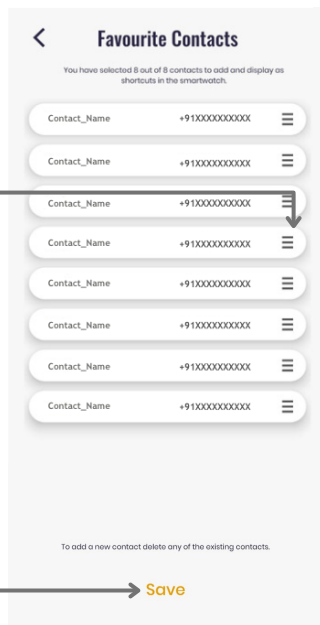 Favourite Contacts
You have selected 8 out of 8 contacts to add and display as
shortcuts in the smartwatch.
Contact_Name +91XXXXXXXXXX
Contact_Name +91XXXXXXXXXX
Contact_Name +91XXXXXXXXXX
Contact_Name +91XXXXXXXXXX
Contact_Name +91XXXXXXXXXX
Contact_Name +91XXXXXXXXXX
Contact_Name +91XXXXXXXXXX
Contact_Name +91XXXXXXXXXX
To add a new contact delete any of the existing contacts.
Save